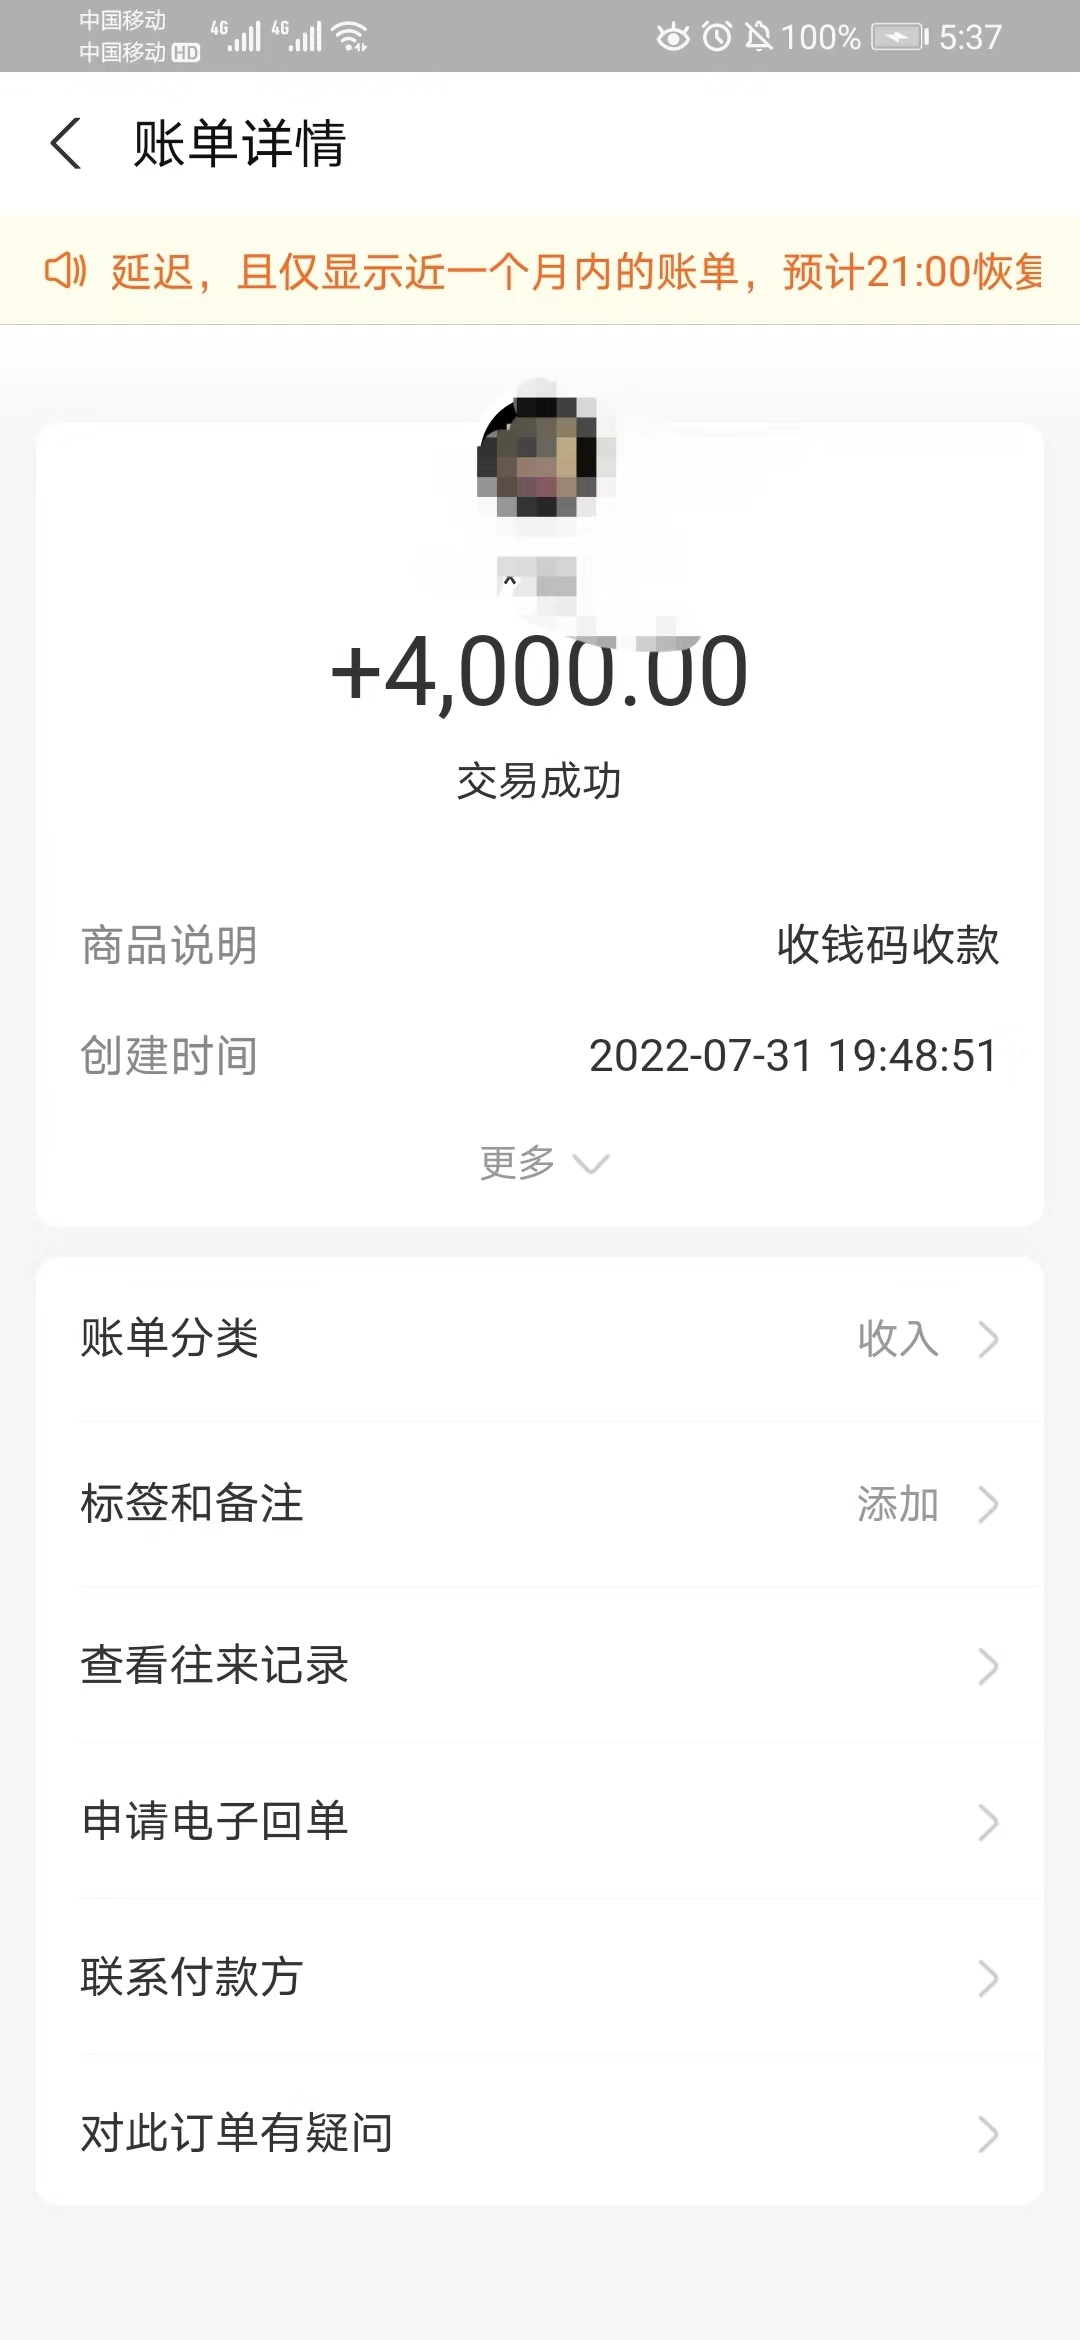 中国移动
中国移动 HD
4G 4G 100% 5:37
账单详情
延迟，且仅显示近一个月内的账单，预计21:00恢复
+4,000.00
交易成功
商品说明 收钱码收款
创建时间 2022-07-31 19:48:51
更多
账单分类 收入
标签和备注 添加
查看往来记录
申请电子回单
联系付款方
对此订单有疑问